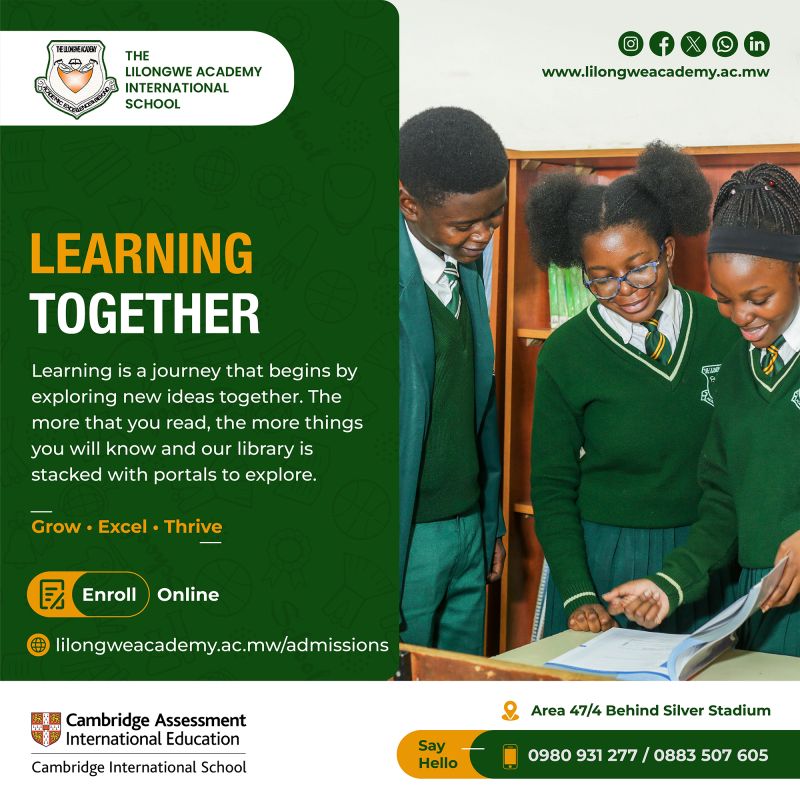 THE LILONGWE ACADEMY
ACADEMIC EXCELLENCE & BEYOND
THE
LILONGWE ACADEMY
INTERNATIONAL
SCHOOL
www.lilongweacademy.ac.mw
LEARNING
TOGETHER
Learning is a journey that begins by
exploring new ideas together. The
more that you read, the more things
you will know and our library is
stacked with portals to explore.
Grow • Excel • Thrive
Enroll Online
lilongweacademy.ac.mw/admissions
Cambridge Assessment
International Education
Cambridge International School
Area 47/4 Behind Silver Stadium
Say
Hello
0980 931 277 / 0883 507 605